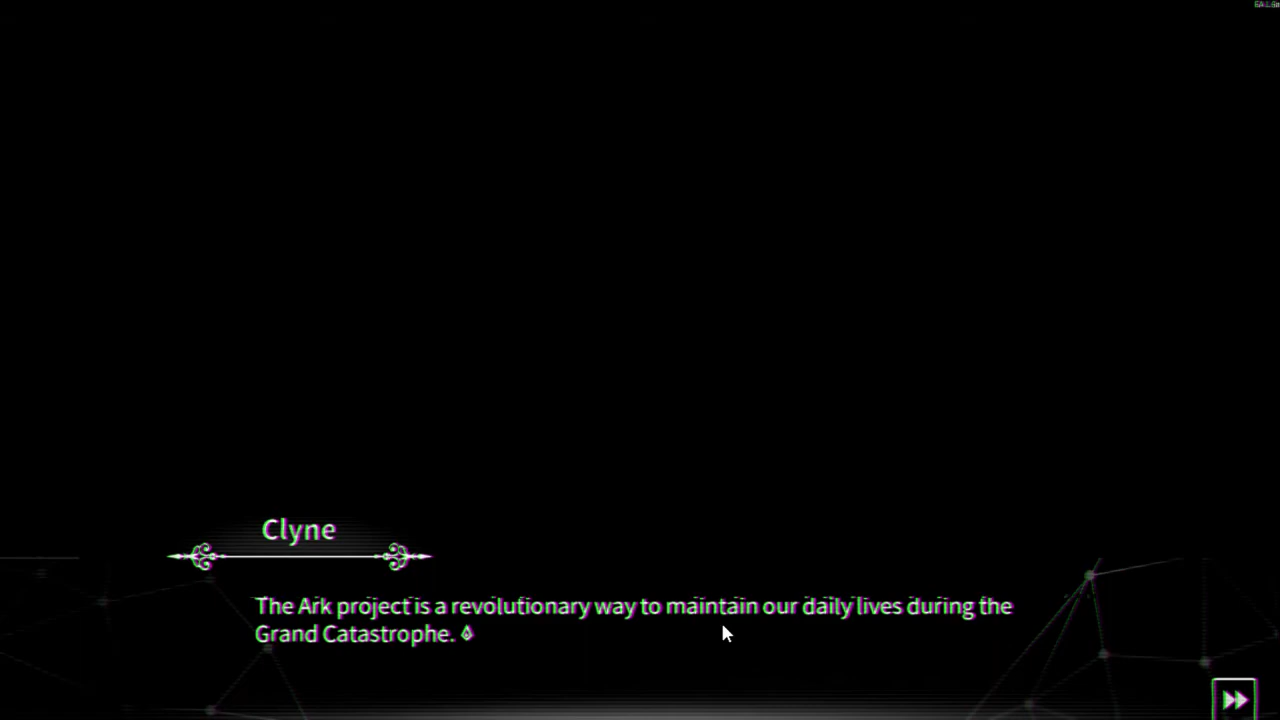 Clyne
The Ark project is a revolutionary way to maintain our daily lives during the
Grand Catastrophe.